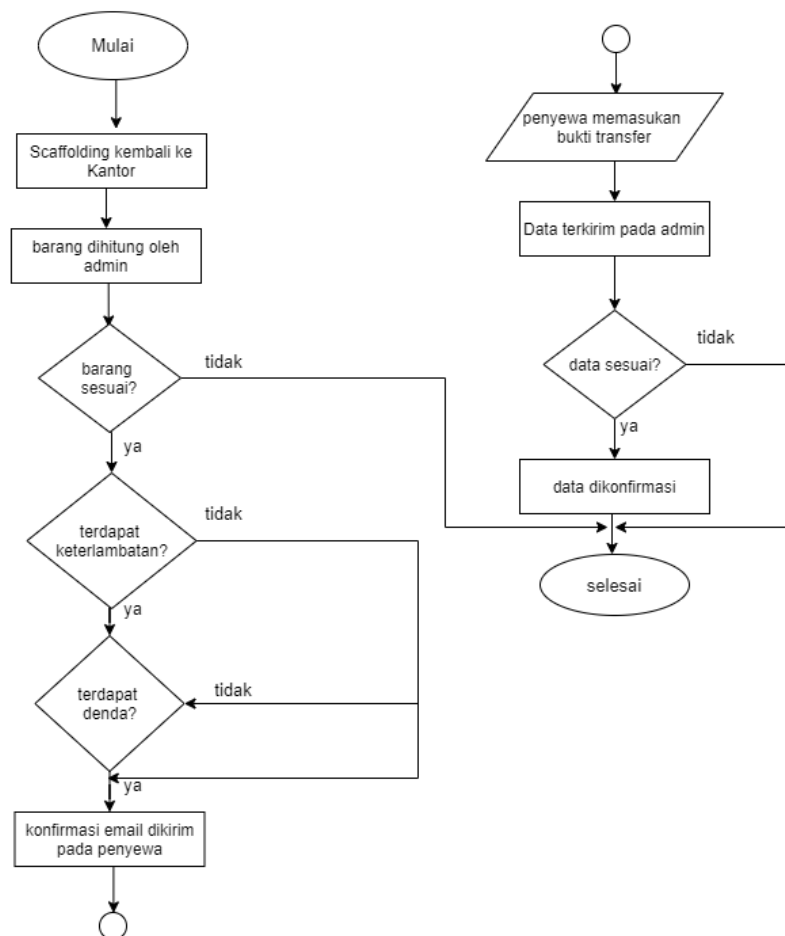 Mulai
Scaffolding kembali ke
Kantor
barang dihitung oleh
admin
barang
sesuai?
tidak
ya
terdapat
keterlambatan?
tidak
ya
terdapat
denda?
tidak
ya
konfirmasi email dikirim
pada penyewa
penyewa memasukan
bukti transfer
Data terkirim pada admin
data sesuai?
tidak
ya
data dikonfirmasi
selesai